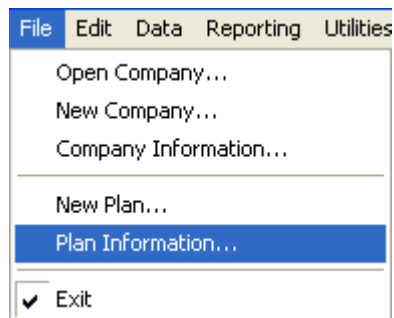 File Edit Data Reporting Utilities
Open Company...
New Company...
Company Information...
New Plan...
Plan Information...
Exit